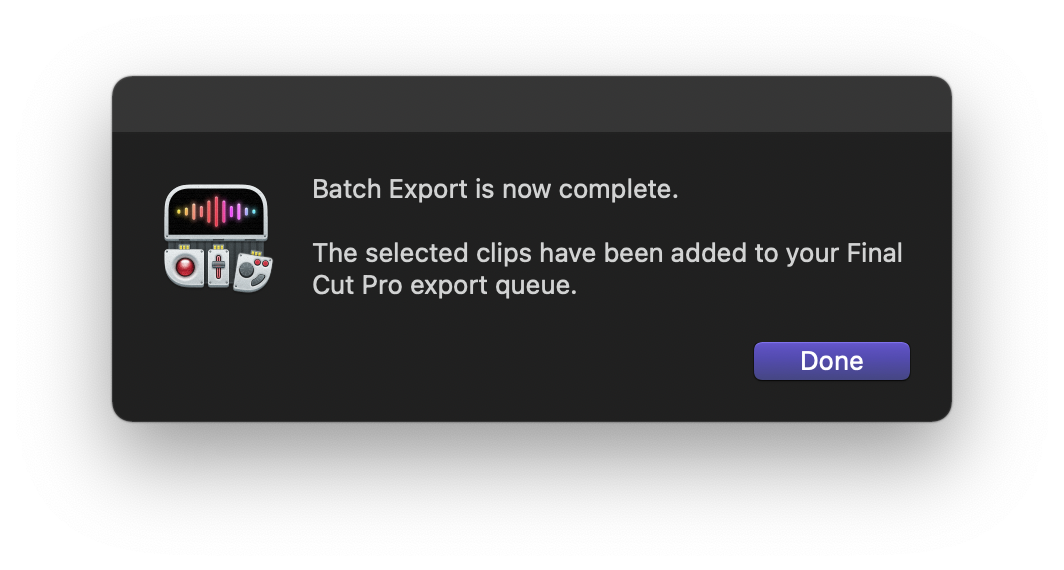 Batch Export is now complete.
The selected clips have been added to your Final
Cut Pro export queue.
Done